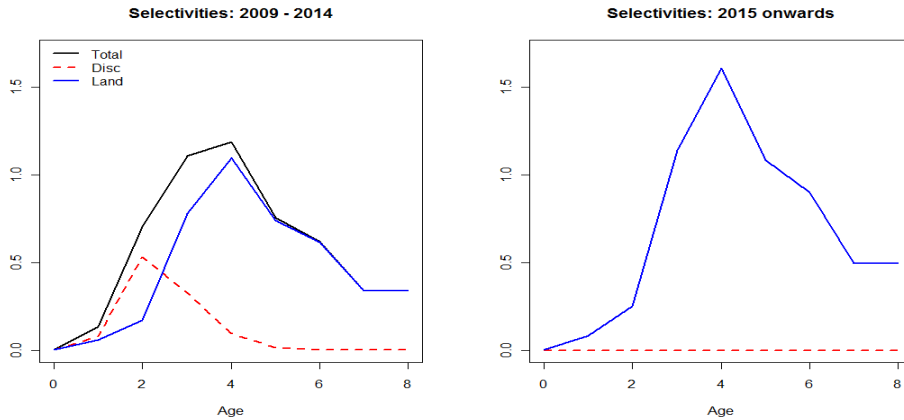 Selectivities: 2009 - 2014
Total
Disc
Land
1.5
1.0
0.5
0.0
0 2 4 6 8
Age
Selectivities: 2015 onwards
1.5
1.0
0.5
0.0
0 2 4 6 8
Age